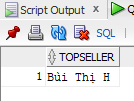 Script Output ×
SQL
TOPSELLER
1 Bùi Thị H